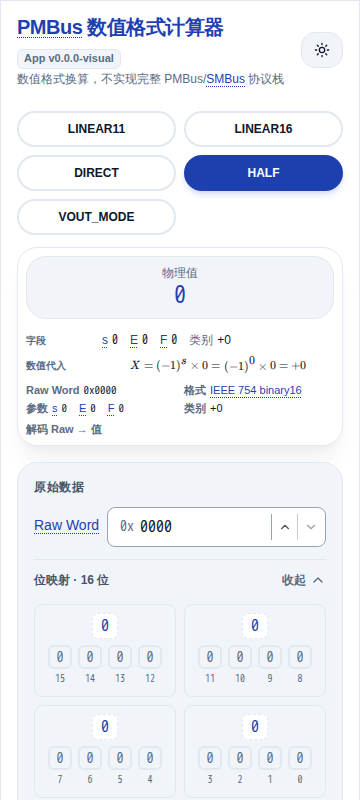 PMBus 数值格式计算器
App v0.0.0-visual
数值格式换算，不实现完整 PMBus/SMBus 协议栈
LINEAR11
LINEAR16
DIRECT
HALF
VOUT_MODE
物理值
0
字段 s 0 E 0 F 0 类别 +0
数值代入 X = (−1)^s × 0 = (−1)^0 × 0 = +0
Raw Word 0x0000 格式 IEEE 754 binary16
参数 s 0 E 0 F 0 类别 +0
解码 Raw → 值
原始数据
Raw Word 0x 0000
位映射 · 16 位 收起
0 0
0 0 0 0 0 0 0 0
15 14 13 12 11 10 9 8
0 0
0 0 0 0 0 0 0 0
7 6 5 4 3 2 1 0